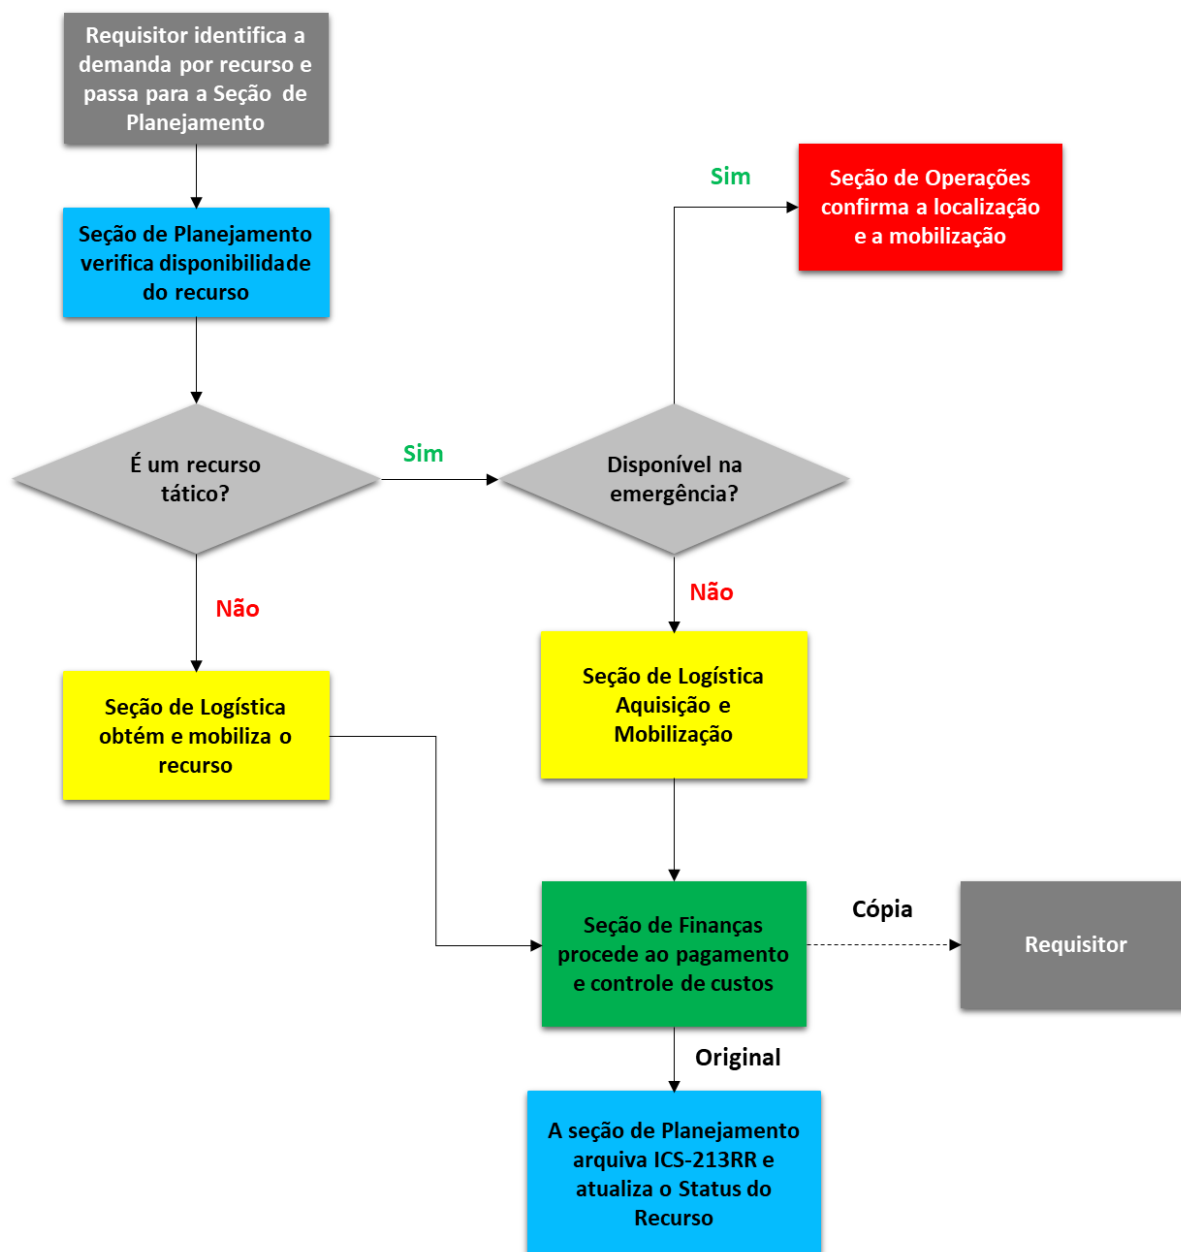 Requisitor identifica a
demanda por recurso e
passa para a Seção de
Planejamento
Sim
Seção de Operações
confirma a localização
e a mobilização
Seção de Planejamento
verifica disponibilidade
do recurso
É um recurso
tático?
Sim
Disponível na
emergência?
Não
Não
Seção de Logística
obtém e mobiliza o
recurso
Seção de Logística
Aquisição e
Mobilização
Seção de Finanças
procede ao pagamento
e controle de custos
Cópia
Requisitor
Original
A seção de Planejamento
arquiva ICS-213RR e
atualiza o Status do
Recurso